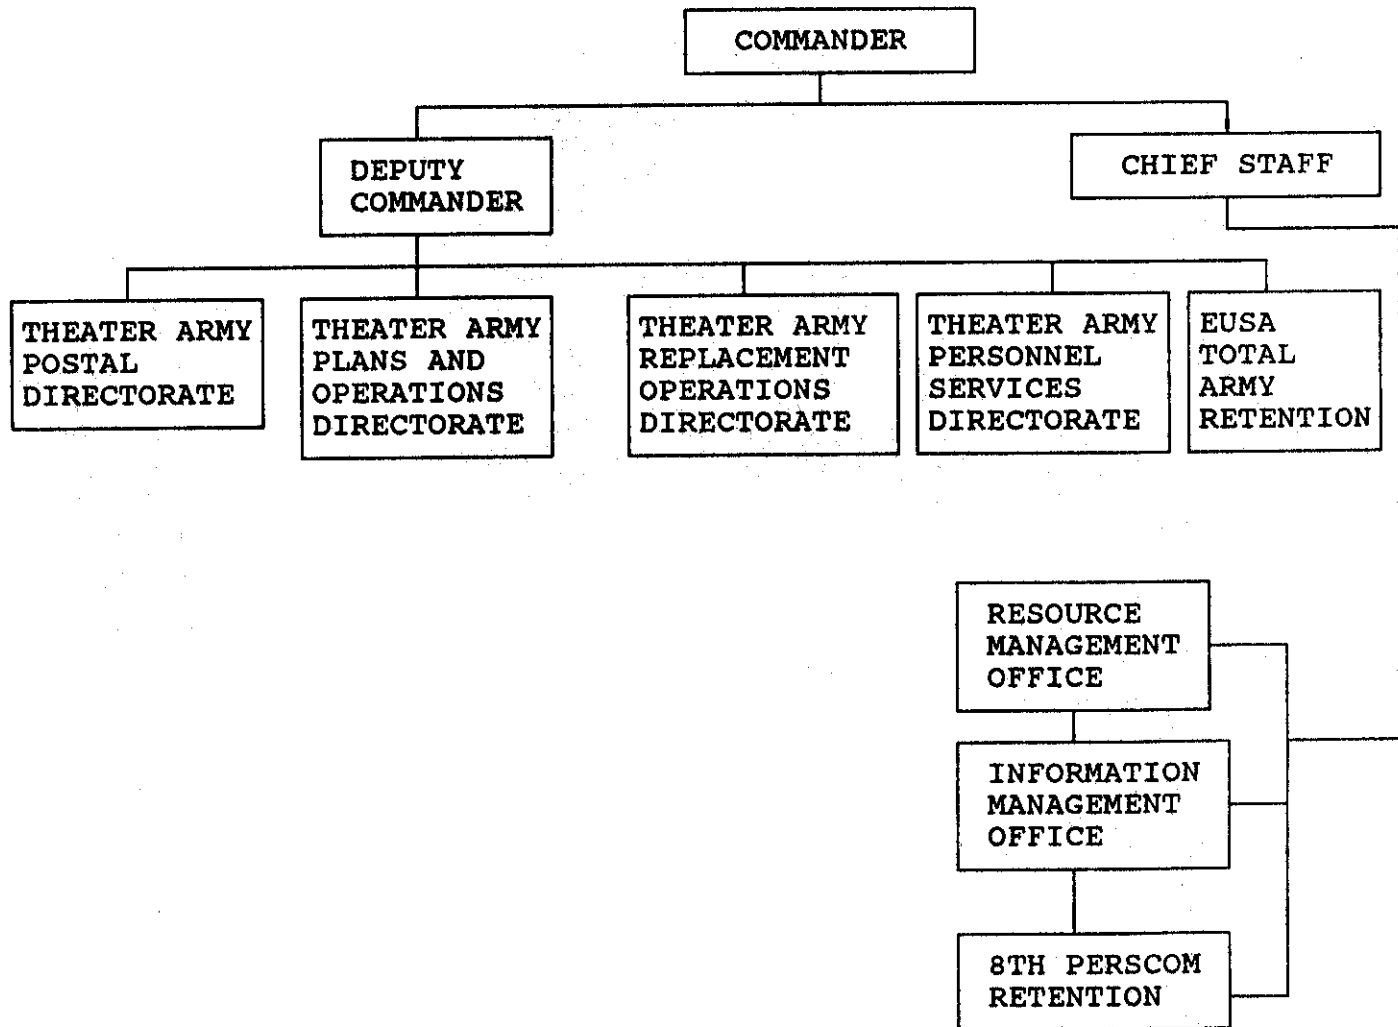 COMMANDER
DEPUTY
COMMANDER
CHIEF STAFF
THEATER ARMY
POSTAL
DIRECTORATE
THEATER ARMY
PLANS AND
OPERATIONS
DIRECTORATE
THEATER ARMY
REPLACEMENT
OPERATIONS
DIRECTORATE
THEATER ARMY
PERSONNEL
SERVICES
DIRECTORATE
EUSA
TOTAL
ARMY
RETENTION
RESOURCE
MANAGEMENT
OFFICE
INFORMATION
MANAGEMENT
OFFICE
8TH PERSCOM
RETENTION